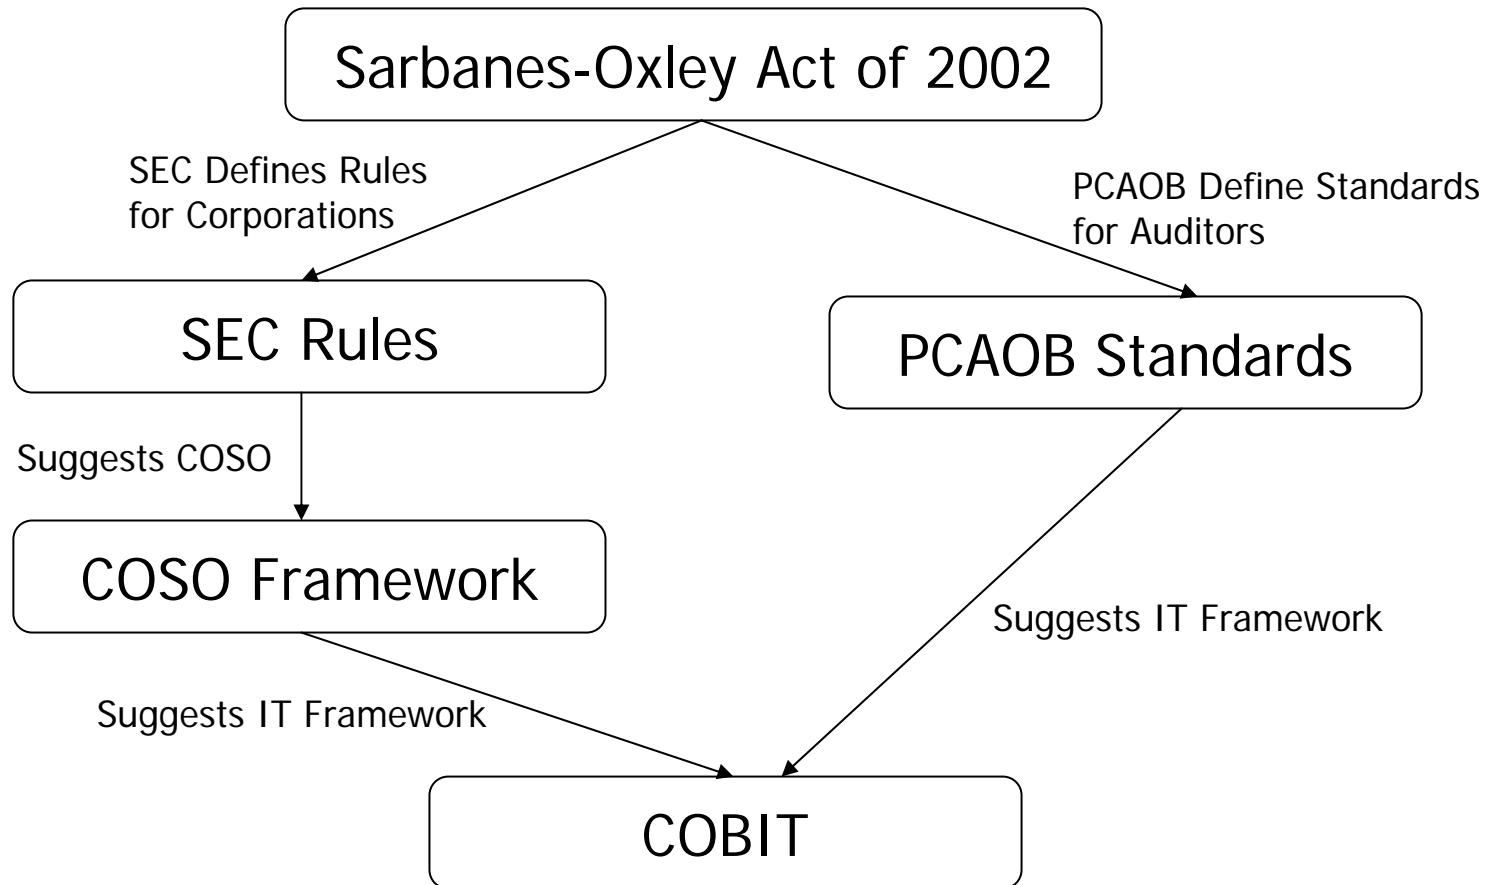 Sarbanes-Oxley Act of 2002
SEC Defines Rules
for Corporations
PCAOB Define Standards
for Auditors
SEC Rules
PCAOB Standards
Suggests COSO
COSO Framework
Suggests IT Framework
Suggests IT Framework
COBIT